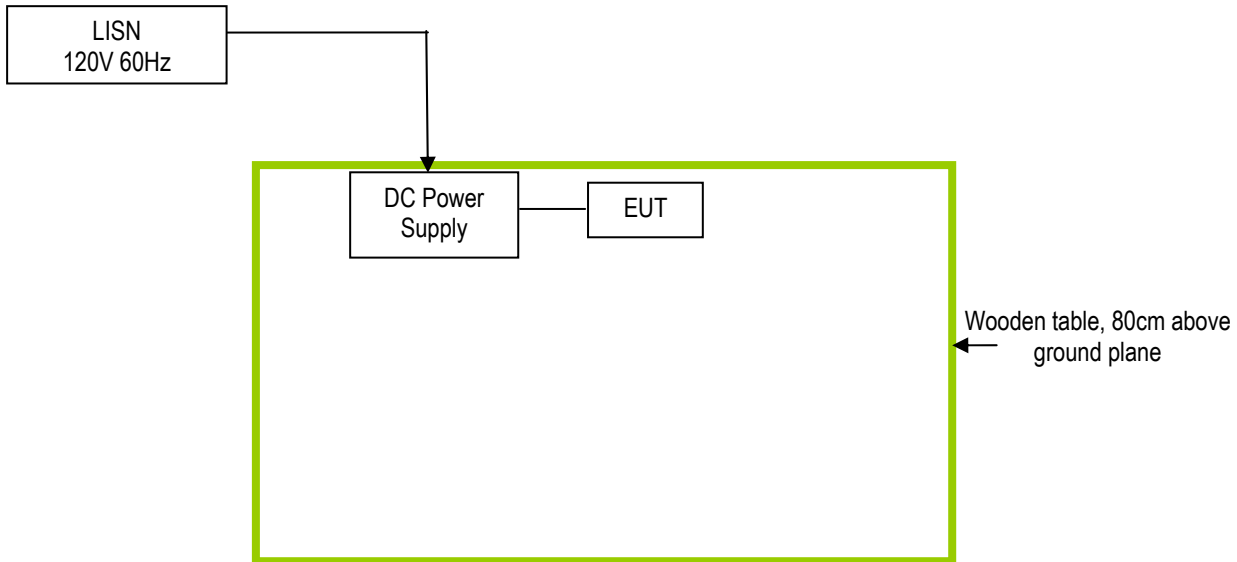 LISN
120V 60Hz
DC Power
Supply
EUT
Wooden table, 80cm above
ground plane